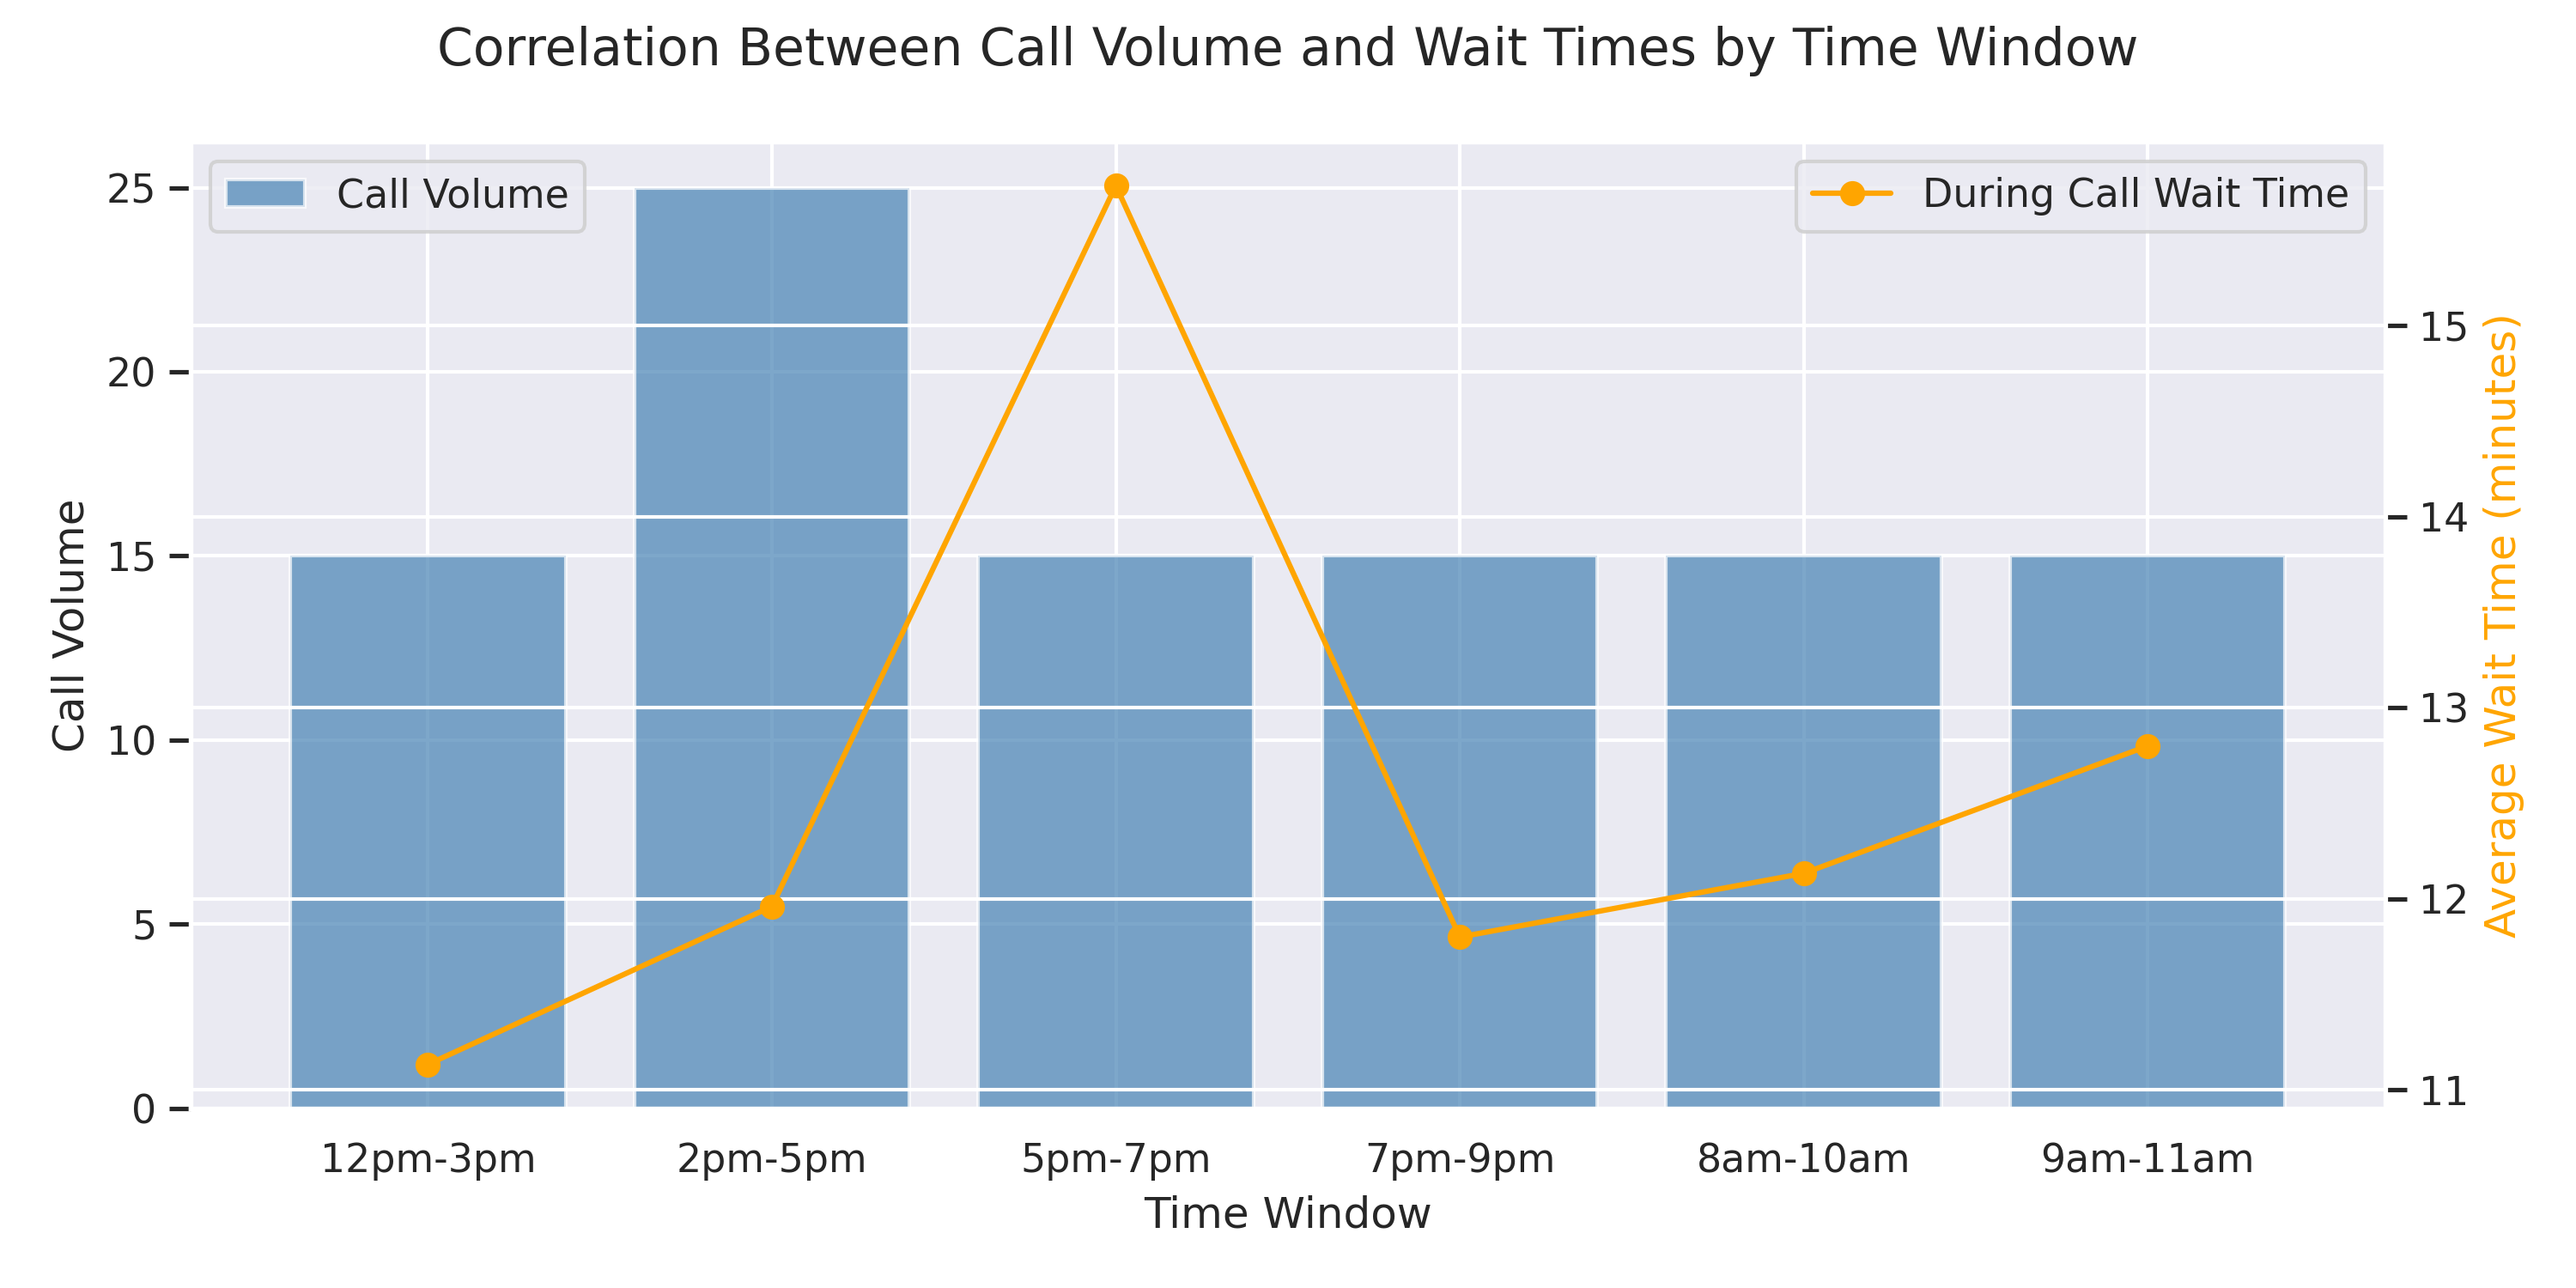 Correlation Between Call Volume and Wait Times by Time Window
Call Volume
During Call Wait Time
25
20
15
10
5
0
Call Volume
15
14
13
12
11
Average Wait Time (minutes)
12pm-3pm
2pm-5pm
5pm-7pm
7pm-9pm
8am-10am
9am-11am
Time Window